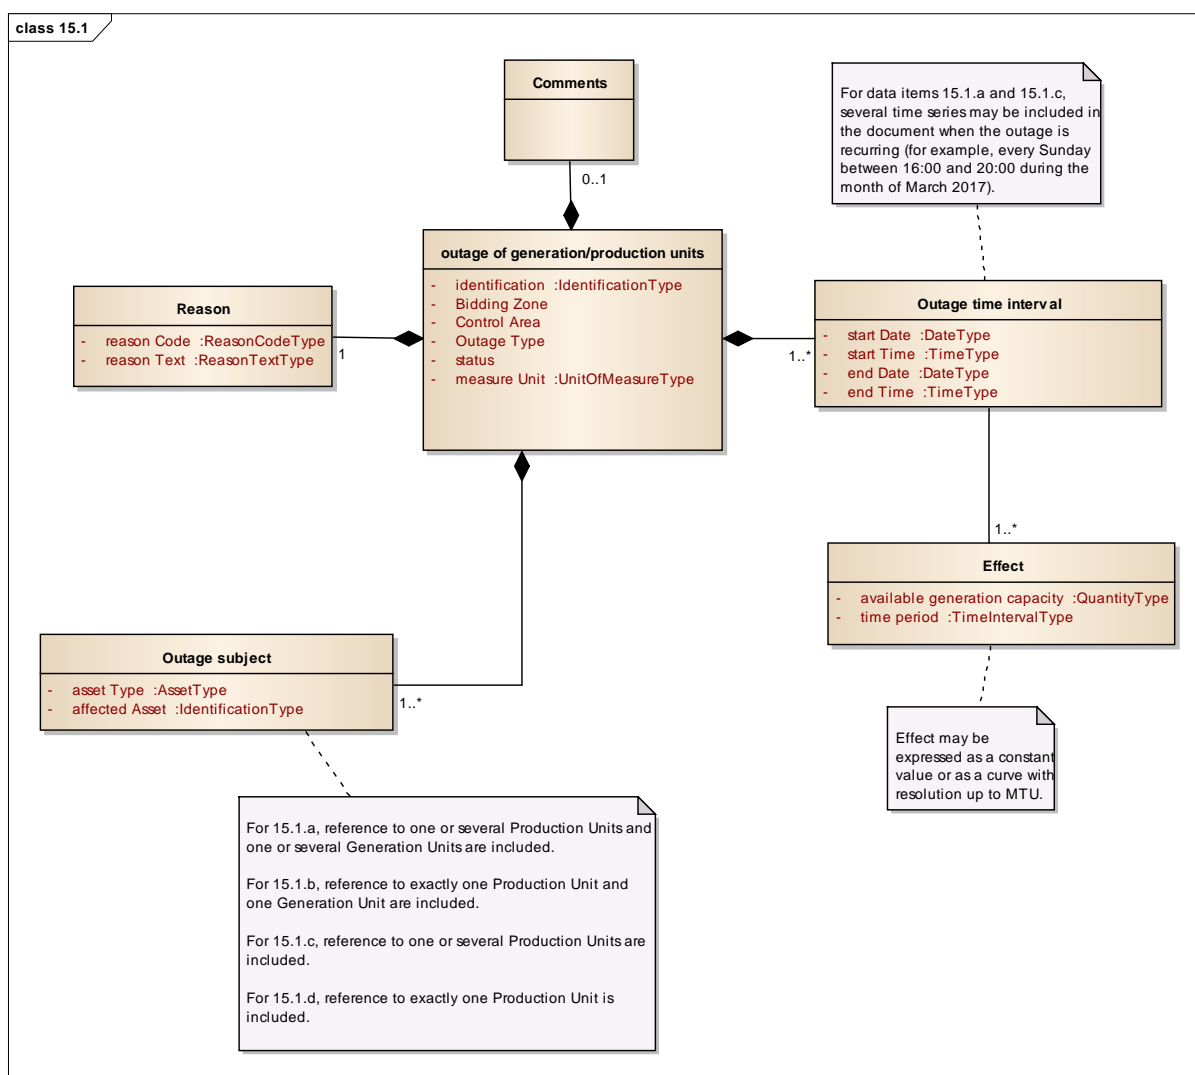 class 15.1
Comments
0..1
For data items 15.1.a and 15.1.c,
several time series may be included in
the document when the outage is
recurring (for example, every Sunday
between 16:00 and 20:00 during the
month of March 2017).
outage of generation/production units
- identification :IdentificationType
- Bidding Zone
- Control Area
- Outage Type
- status
- measure Unit :UnitOfMeasureType
Reason
- reason Code :ReasonCodeType
- reason Text :ReasonTextType
1
Outage time interval
- start Date :DateType
- start Time :TimeType
- end Date :DateType
- end Time :TimeType
1..*
1..*
Effect
- available generation capacity :QuantityType
- time period :TimeIntervalType
Outage subject
- asset Type :AssetType
- affected Asset :IdentificationType
1..*
Effect may be
expressed as a constant
value or as a curve with
resolution up to MTU.
For 15.1.a, reference to one or several Production Units and
one or several Generation Units are included.
For 15.1.b, reference to exactly one Production Unit and
one Generation Unit are included.
For 15.1.c, reference to one or several Production Units are
included.
For 15.1.d, reference to exactly one Production Unit is
included.